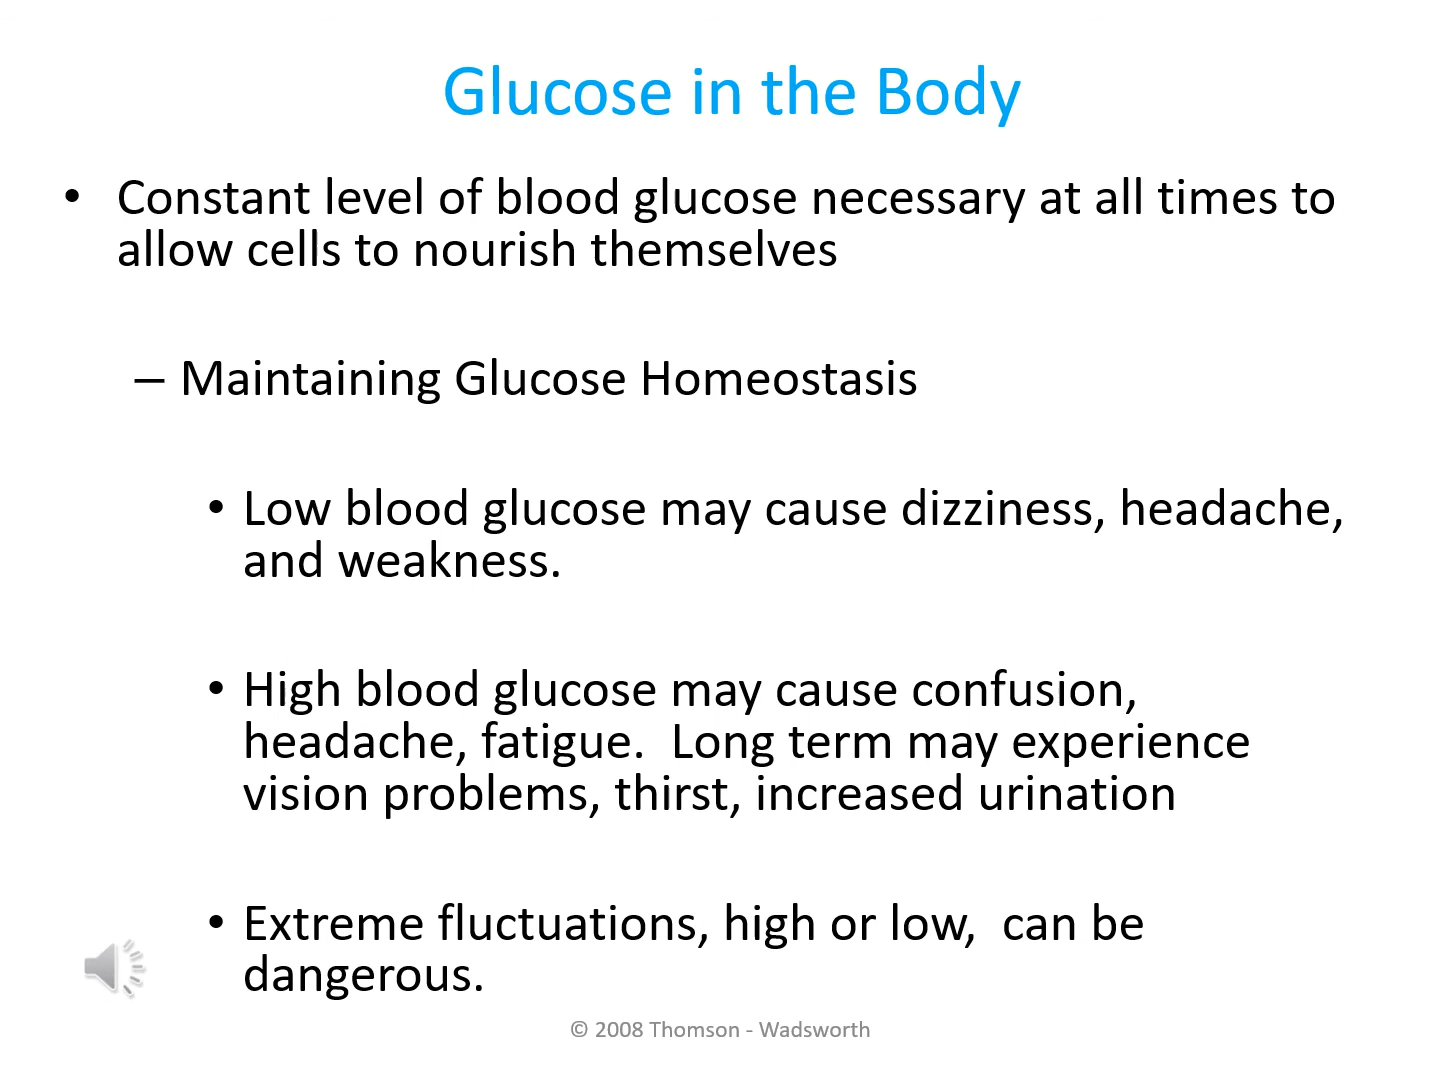 Glucose in the Body
• Constant level of blood glucose necessary at all times to
allow cells to nourish themselves
– Maintaining Glucose Homeostasis
• Low blood glucose may cause dizziness, headache,
and weakness.
• High blood glucose may cause confusion,
headache, fatigue.  Long term may experience
vision problems, thirst, increased urination
• Extreme fluctuations, high or low,  can be
dangerous.
© 2008 Thomson - Wadsworth